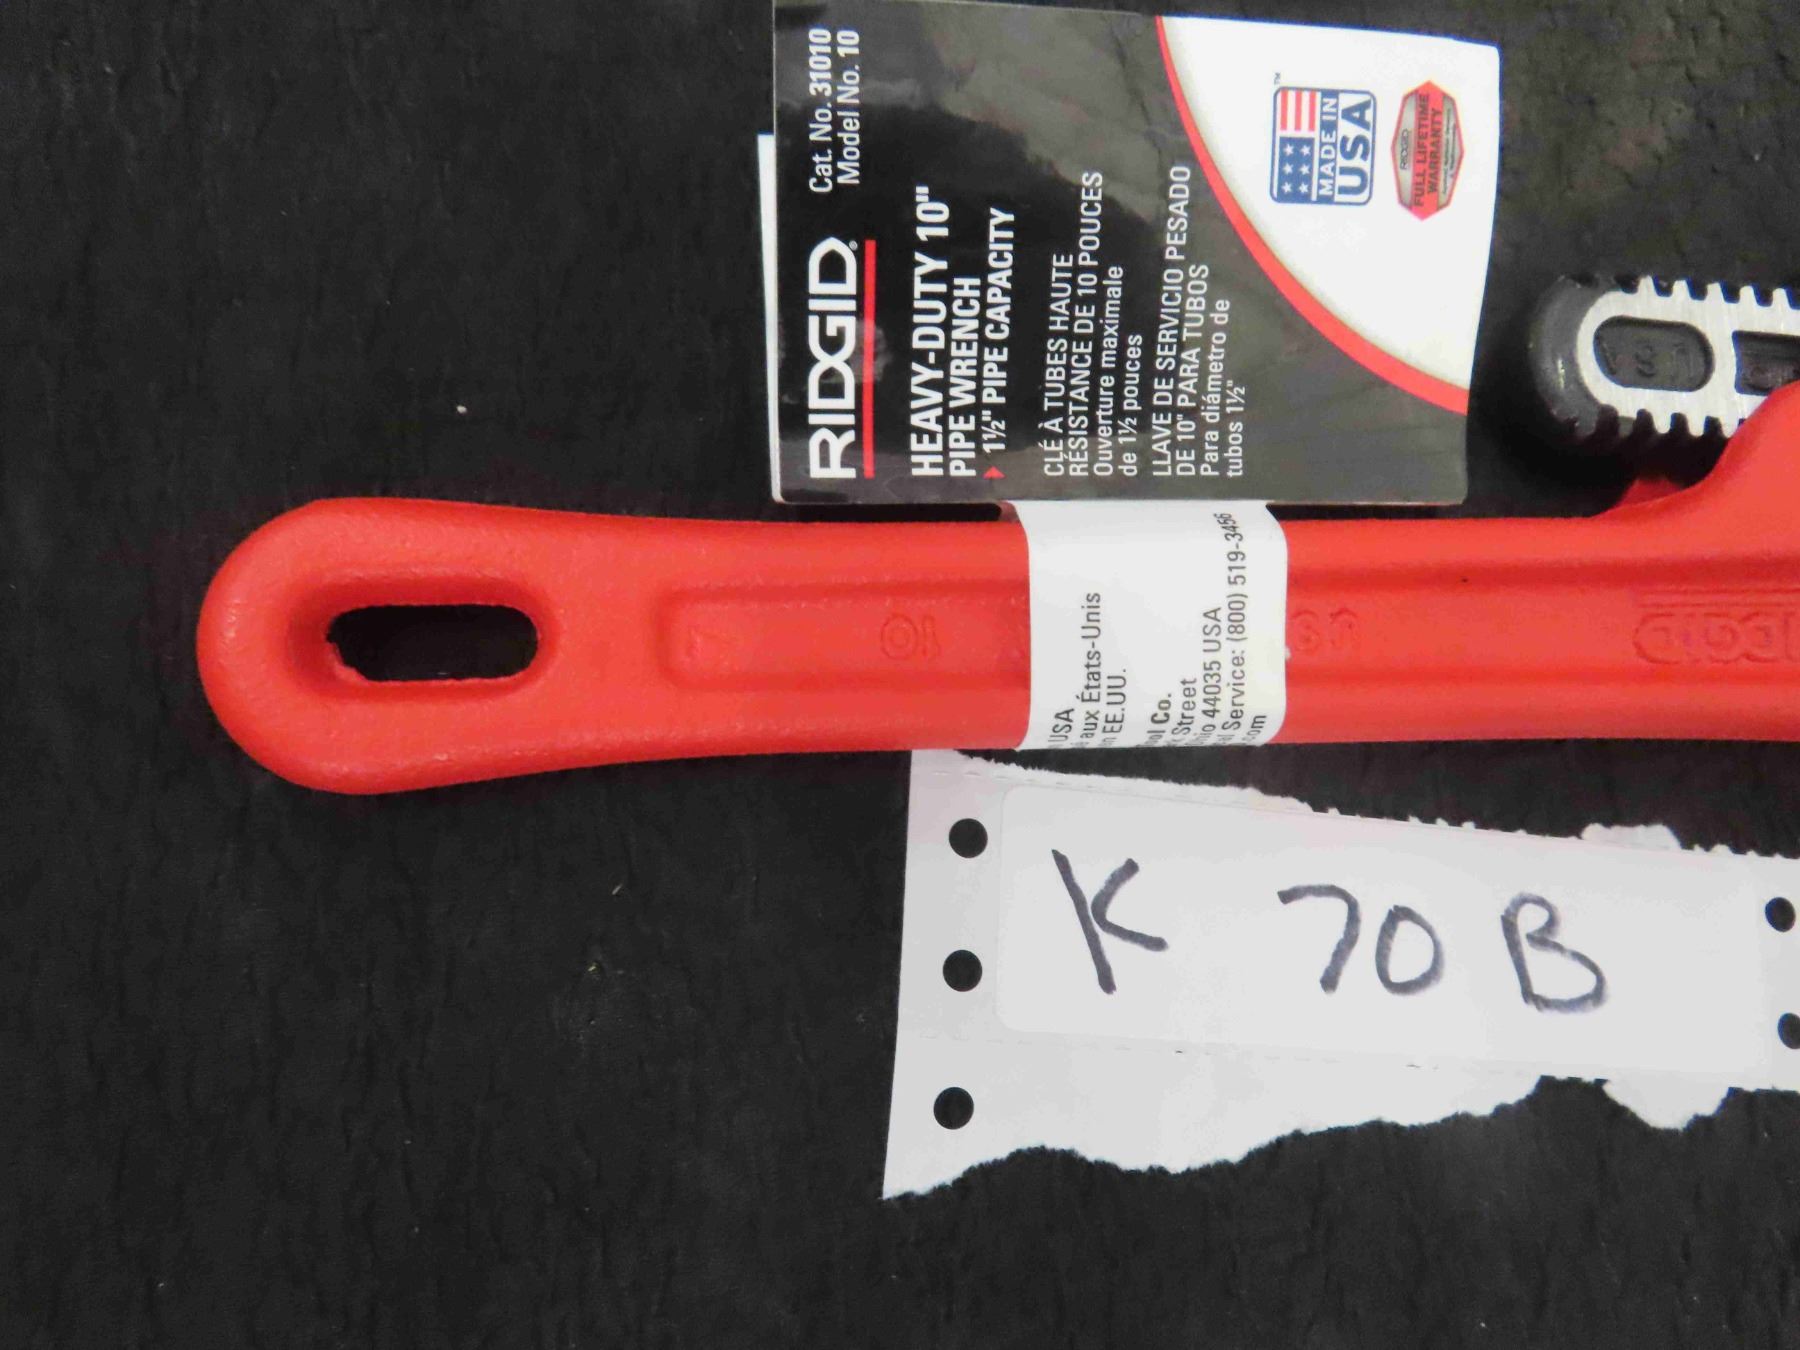 Cat. No. 31010
Model No. 10
RIDGID®
HEAVY-DUTY 10"
PIPE WRENCH
1½" PIPE CAPACITY
CLÉ À TUBES HAUTE
RÉSISTANCE DE 10 POUCES
Ouverture maximale
de 1½ pouces
LLAVE DE SERVICIO PESADO
DE 10" PARA TUBOS
Para diámetro de
tubos 1½"
MADE IN
USA
™
RIDGID
FULL LIFETIME
WARRANTY
USA
aux États-Unis
EE.UU.
Co.
Street
44035 USA
Service: (800) 519-3456
10
K 70 B